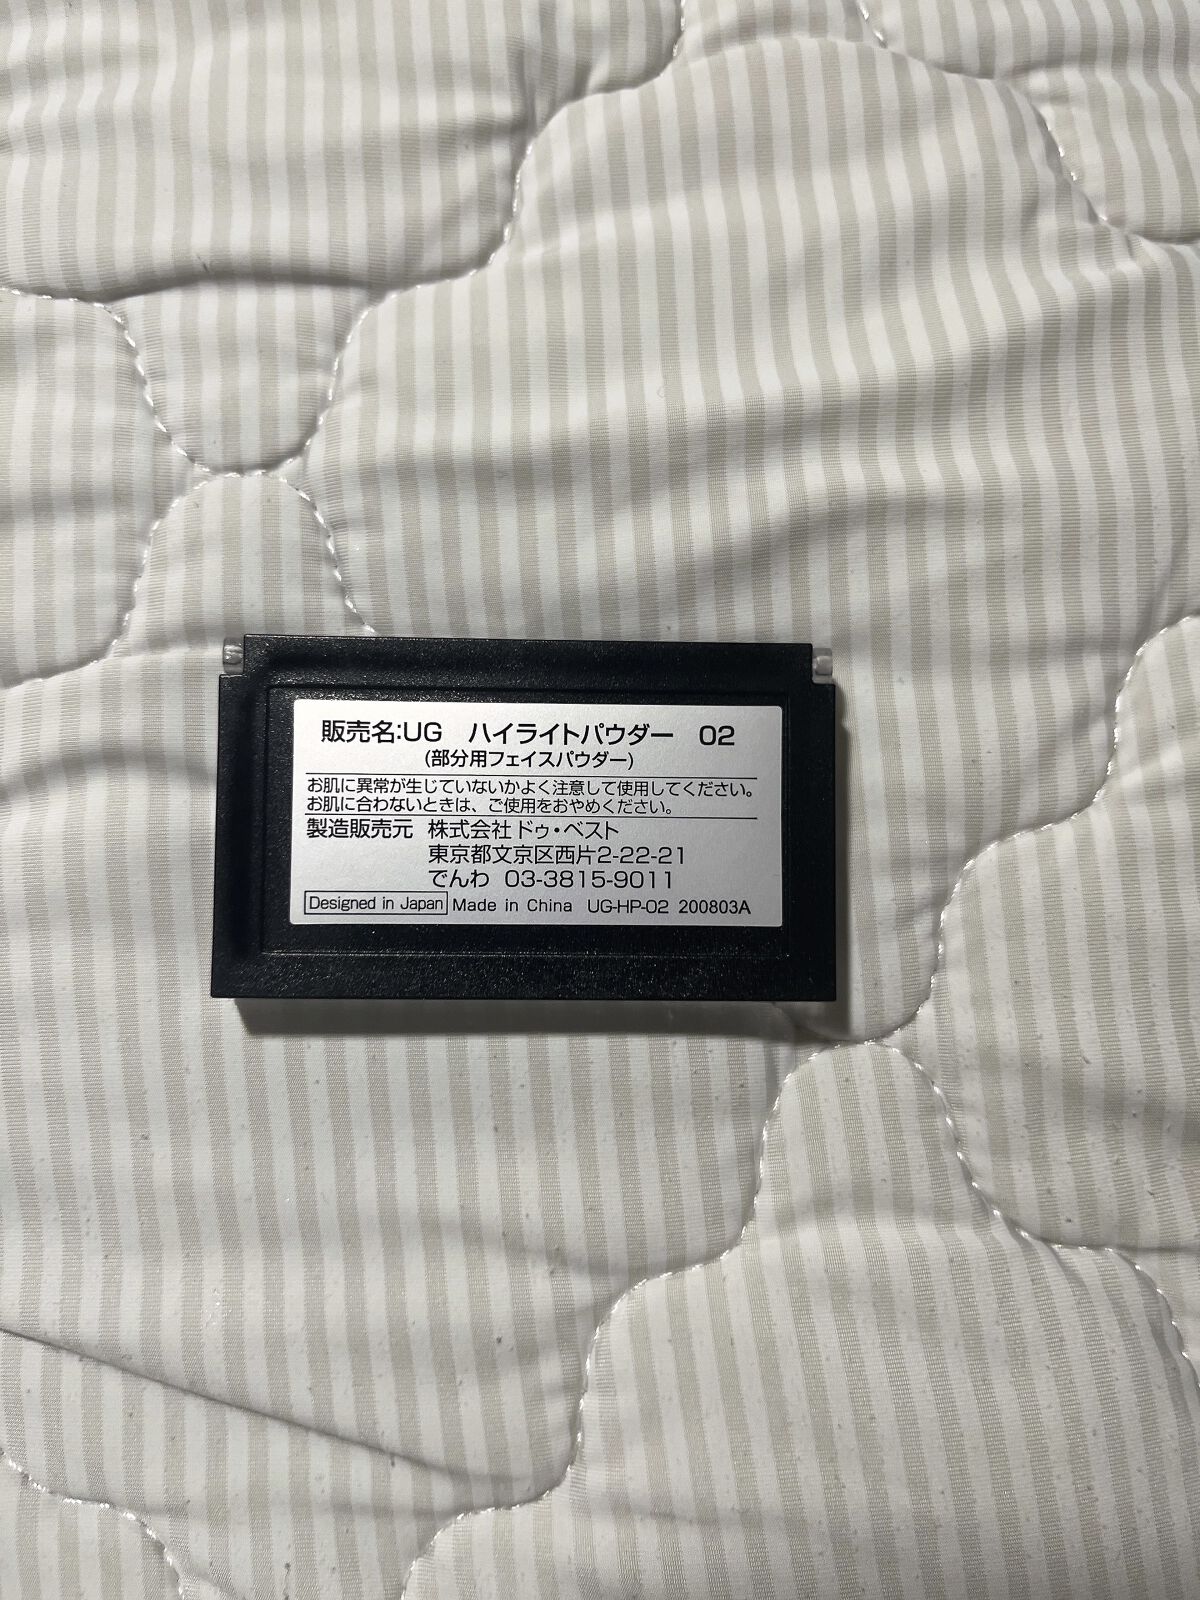 販売名:UG ハイライトパウダー 02
(部分用フェイスパウダー)
お肌に異常が生じていないかよく注意して使用してください。
お肌に合わないときは、ご使用をおやめください。
製造販売元 株式会社ドゥ・ベスト
東京都文京区西片2-22-21
でんわ 03-3815-9011
Designed in Japan Made in China UG-HP-02 200803A